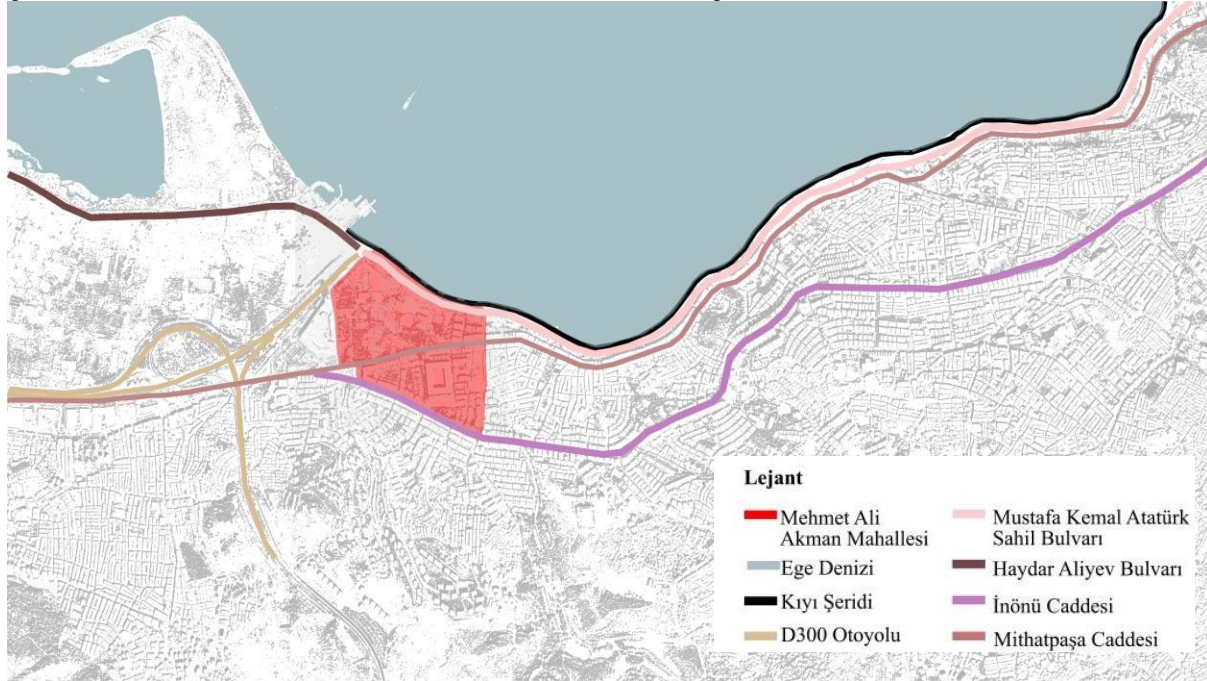 Lejant
Mehmet Ali
Akman Mahallesi
Ege Denizi
Kıyı Şeridi
D300 Otoyolu
Mustafa Kemal Atatürk
Sahil Bulvarı
Haydar Aliyev Bulvarı
İnönü Caddesi
Mithatpaşa Caddesi